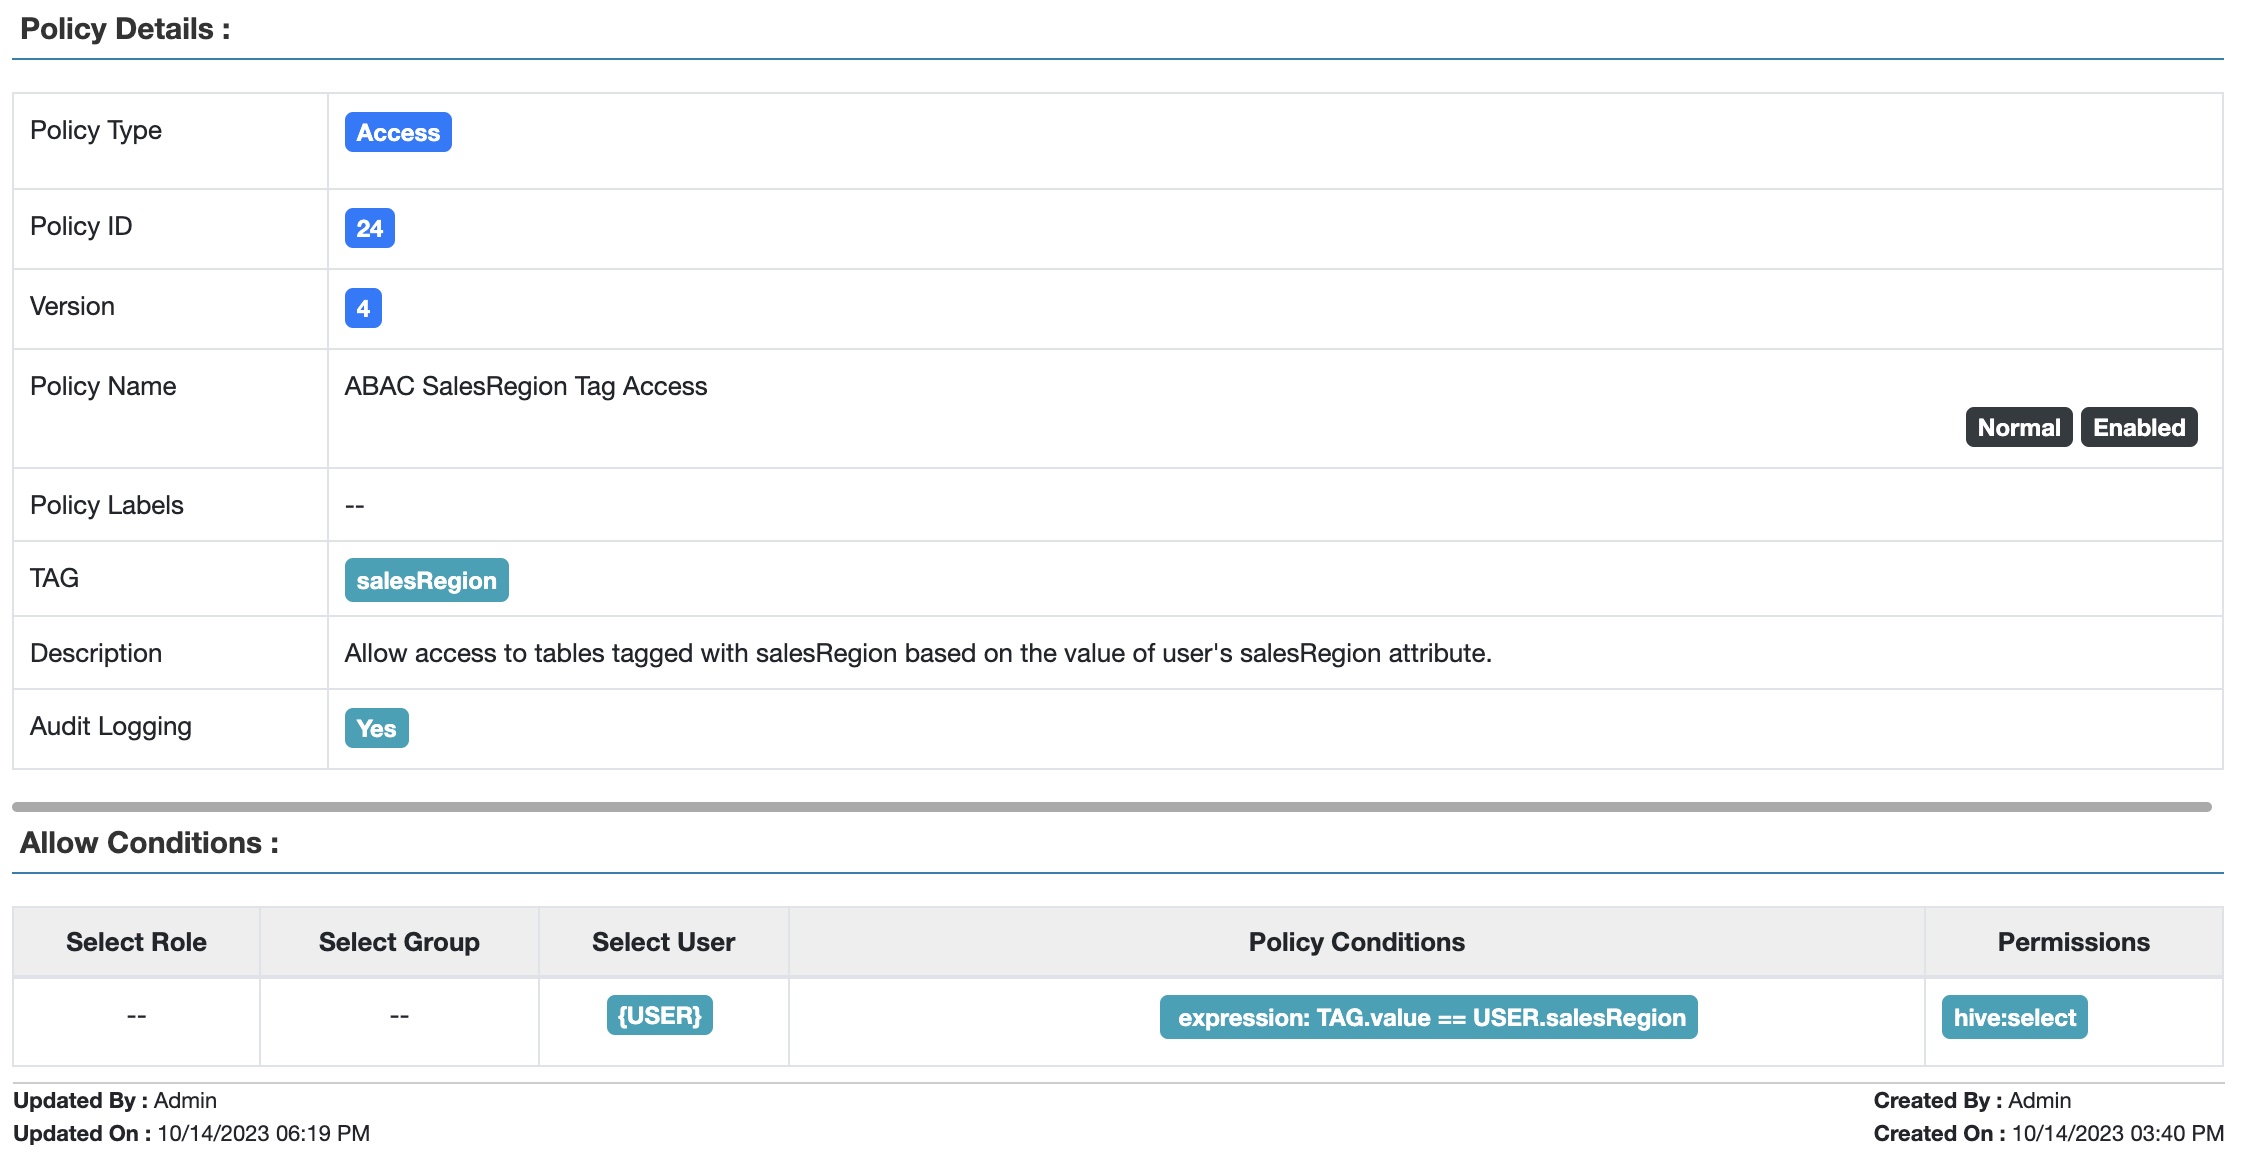 Policy Details :
Policy Type Access
Policy ID 24
Version 4
Policy Name ABAC SalesRegion Tag Access
Normal Enabled
Policy Labels --
TAG salesRegion
Description Allow access to tables tagged with salesRegion based on the value of user's salesRegion attribute.
Audit Logging Yes
Allow Conditions :
Select Role Select Group Select User Policy Conditions Permissions
-- -- {USER} expression: TAG.value == USER.salesRegion hive:select
Updated By : Admin Created By : Admin
Updated On : 10/14/2023 06:19 PM Created On : 10/14/2023 03:40 PM